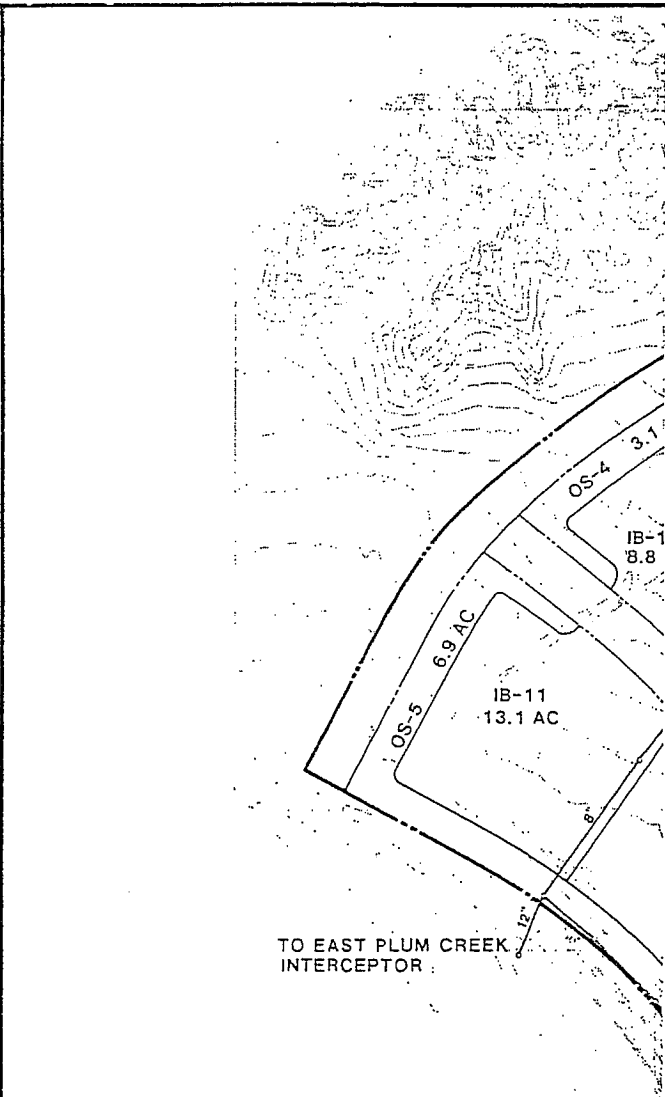 OS-4 3.1
IB-1
8.8
OS-5 6.9 AC
IB-11
13.1 AC
8"
12"
TO EAST PLUM CREEK
INTERCEPTOR